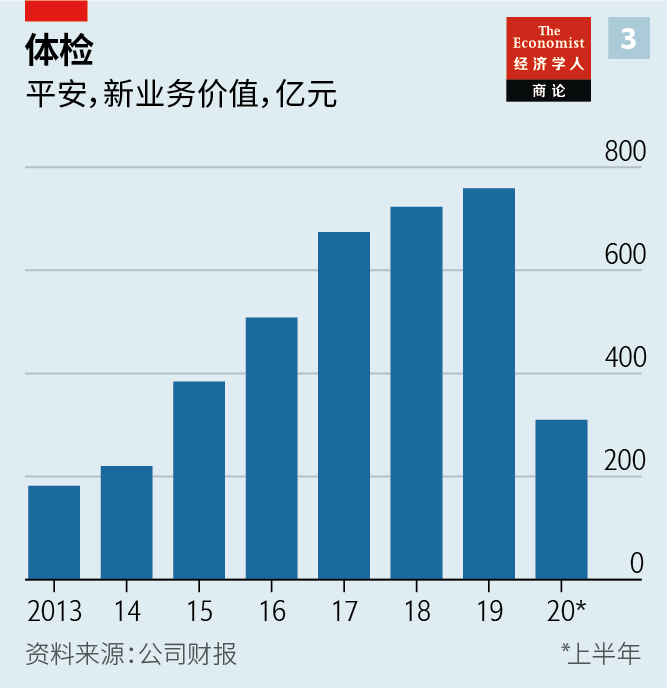 体检
平安，新业务价值，亿元
The
Economist
经济学人
商论
3
800
600
400
200
0
2013 14 15 16 17 18 19 20*
资料来源：公司财报
*上半年